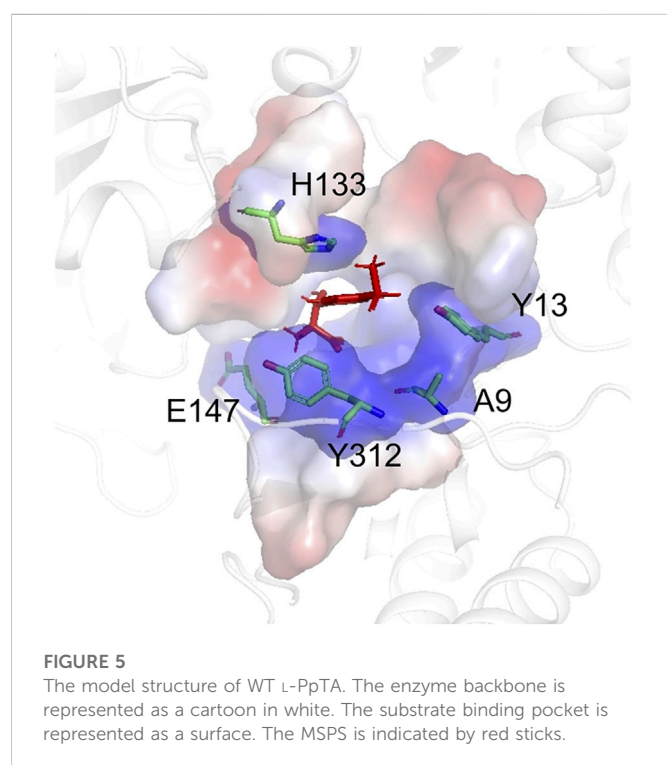 H133
Y13
E147
A9
Y312
FIGURE 5
The model structure of WT L-PpTA. The enzyme backbone is
represented as a cartoon in white. The substrate binding pocket is
represented as a surface. The MSPS is indicated by red sticks.